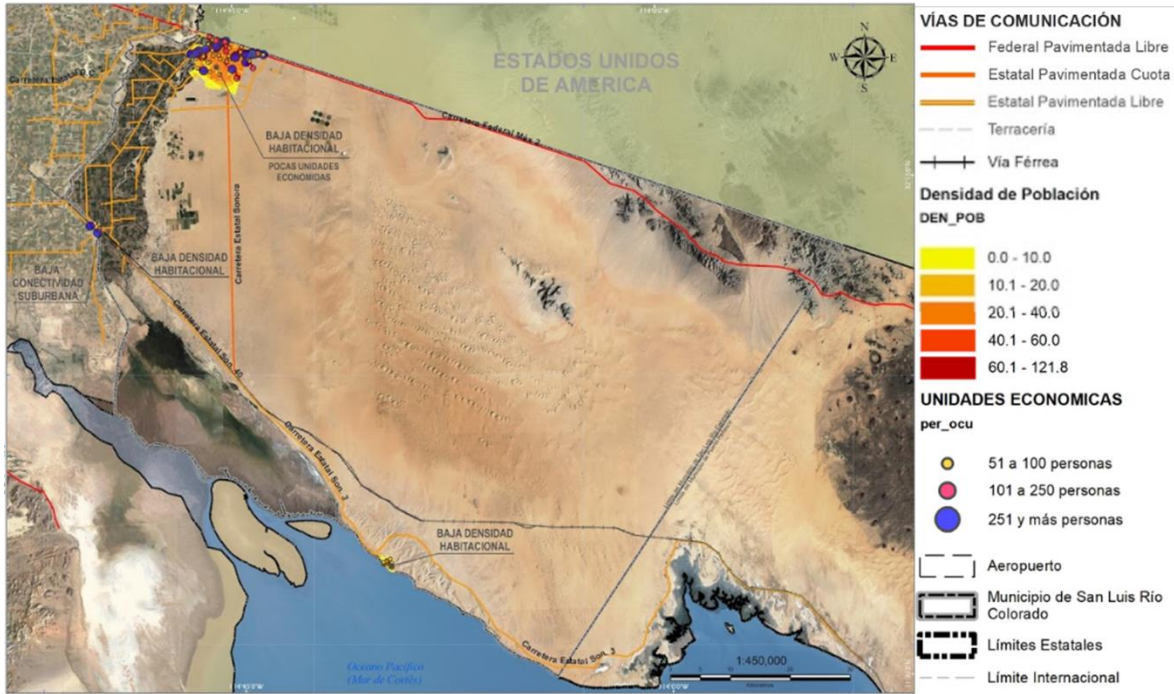 ESTADOS UNIDOS
DE AMERICA
N
W
E
S
BAJA DENSIDAD
HABITACIONAL
POCAS UNIDADES
ECONOMIDAS
Carretera Federal Mex 2
Carretera Estatal Sonora
BAJA DENSIDAD
HABITACIONAL
BAJA
CONECTIVIDAD
SUBURBANA
Carretera Estatal Son. 40
Carretera Estatal Son. 3
BAJA DENSIDAD
HABITACIONAL
Carretera Estatal Son. 3
Oceano Pacífico
(Mar de Cortés)
1:450,000
VÍAS DE COMUNICACIÓN
Federal Pavimentada Libre
Estatal Pavimentada Cuota
Estatal Pavimentada Libre
Terracería
Vía Férrea
Densidad de Población
DEN_POB
0.0 - 10.0
10.1 - 20.0
20.1 - 40.0
40.1 - 60.0
60.1 - 121.8
UNIDADES ECONOMICAS
per_ocu
51 a 100 personas
101 a 250 personas
251 y más personas
Aeropuerto
Municipio de San Luis Río
Colorado
Límites Estatales
Límite Internacional